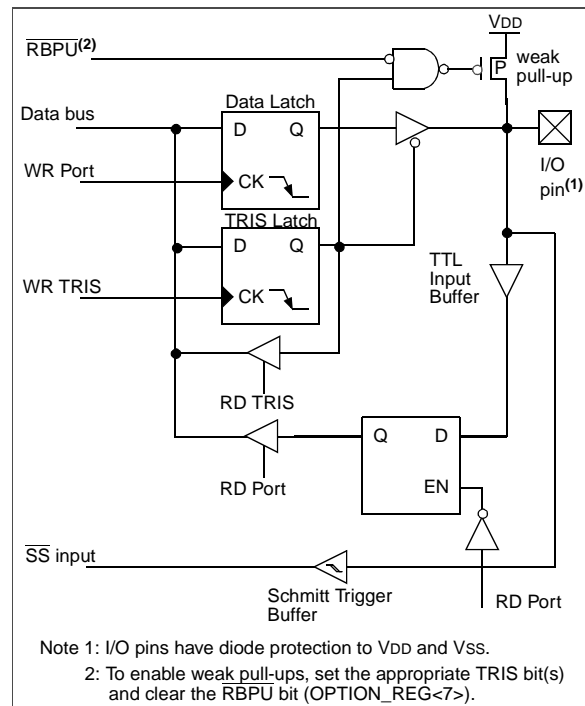 VDD
RBPU(2)
P
weak
pull-up
Data Latch
Data bus
D
Q
I/O
pin(1)
WR Port
CK
TRIS Latch
D
Q
TTL
Input
Buffer
WR TRIS
CK
RD TRIS
Q
D
RD Port
EN
SS input
Schmitt Trigger
Buffer
RD Port
Note 1: I/O pins have diode protection to VDD and VSS.
2: To enable weak pull-ups, set the appropriate TRIS bit(s)
and clear the RBPU bit (OPTION_REG<7>).